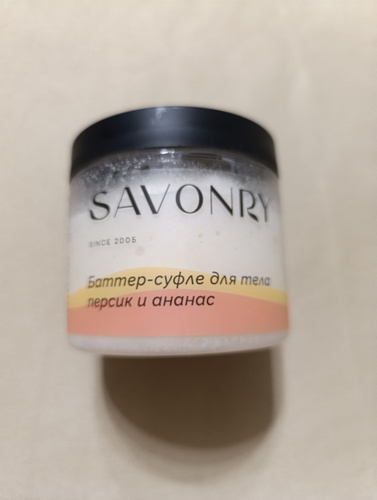 SAVONRY
SINCE 2005
Баттер-суфле для тела
персик и ананас